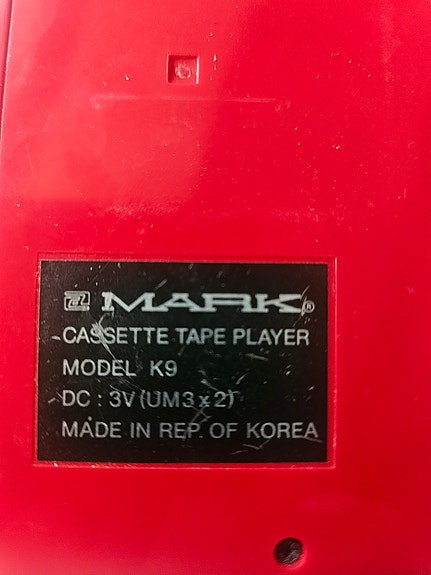 MARK®
CASSETTE TAPE PLAYER
MODEL K9
DC : 3V (UM3 x 2)
MADE IN REP. OF KOREA